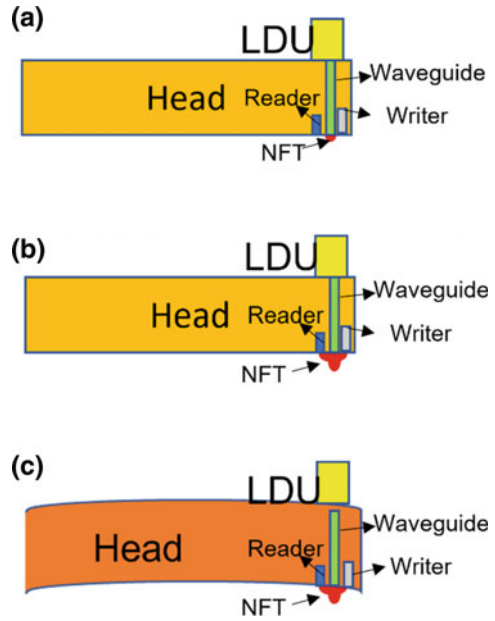 (a)
LDU
Waveguide
Head Reader
Writer
NFT
(b)
LDU
Waveguide
Head Reader
Writer
NFT
(c)
LDU
Waveguide
Head Reader
Writer
NFT